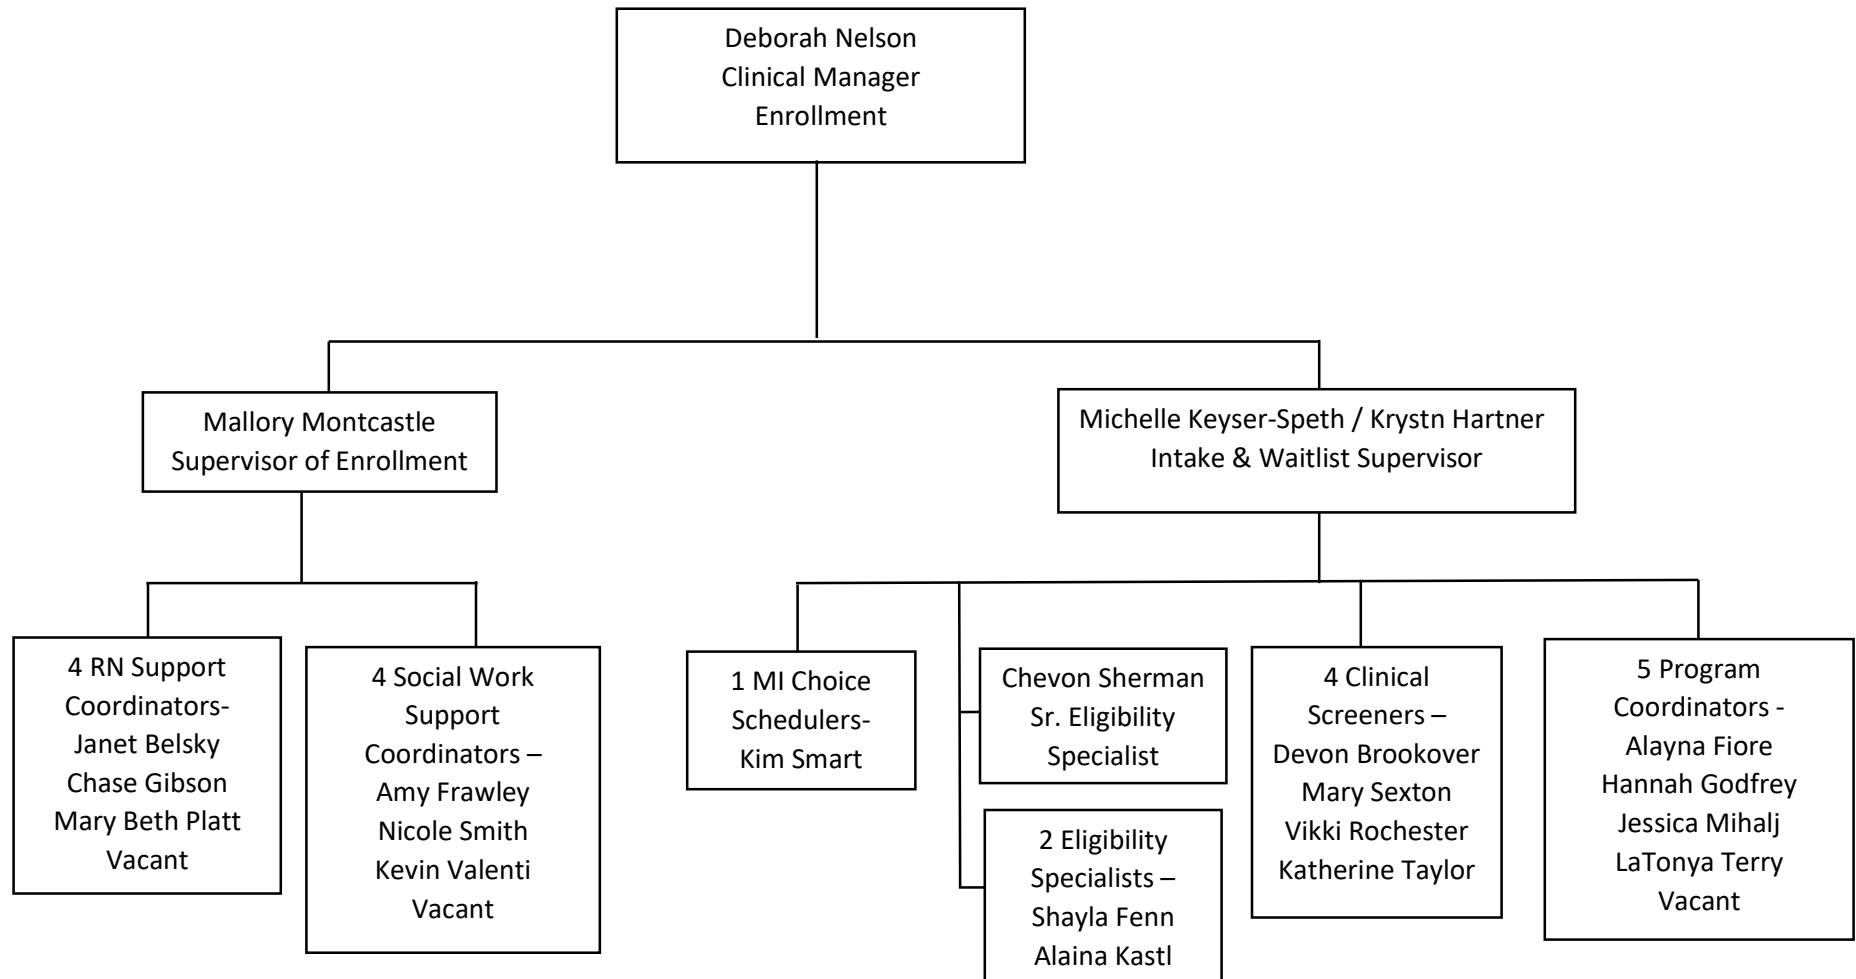 Deborah Nelson
Clinical Manager
Enrollment
Mallory Montcastle
Supervisor of Enrollment
Michelle Keyser-Speth / Krystn Hartner
Intake & Waitlist Supervisor
4 RN Support
Coordinators-
Janet Belsky
Chase Gibson
Mary Beth Platt
Vacant
4 Social Work
Support
Coordinators –
Amy Frawley
Nicole Smith
Kevin Valenti
Vacant
1 MI Choice
Schedulers-
Kim Smart
Chevon Sherman
Sr. Eligibility
Specialist
2 Eligibility
Specialists –
Shayla Fenn
Alaina Kastl
4 Clinical
Screeners –
Devon Brookover
Mary Sexton
Vikki Rochester
Katherine Taylor
5 Program
Coordinators -
Alayna Fiore
Hannah Godfrey
Jessica Mihalj
LaTonya Terry
Vacant